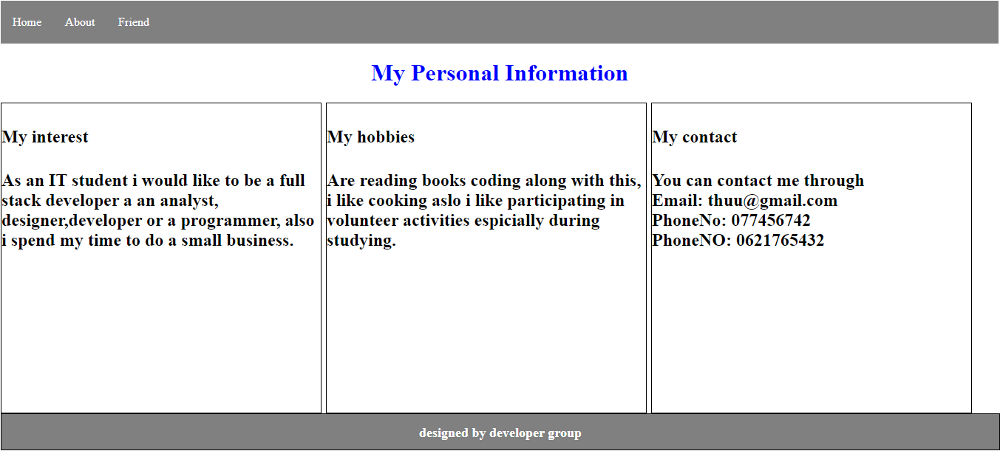 Home About Friend
My Personal Information
My interest
As an IT student i would like to be a full
stack developer a an analyst,
designer,developer or a programmer, also
i spend my time to do a small business.
My hobbies
Are reading books coding along with this,
i like cooking aslo i like participating in
volunteer activities espicially during
studying.
My contact
You can contact me through
Email: thuu@gmail.com
PhoneNo: 077456742
PhoneNO: 0621765432
designed by developer group